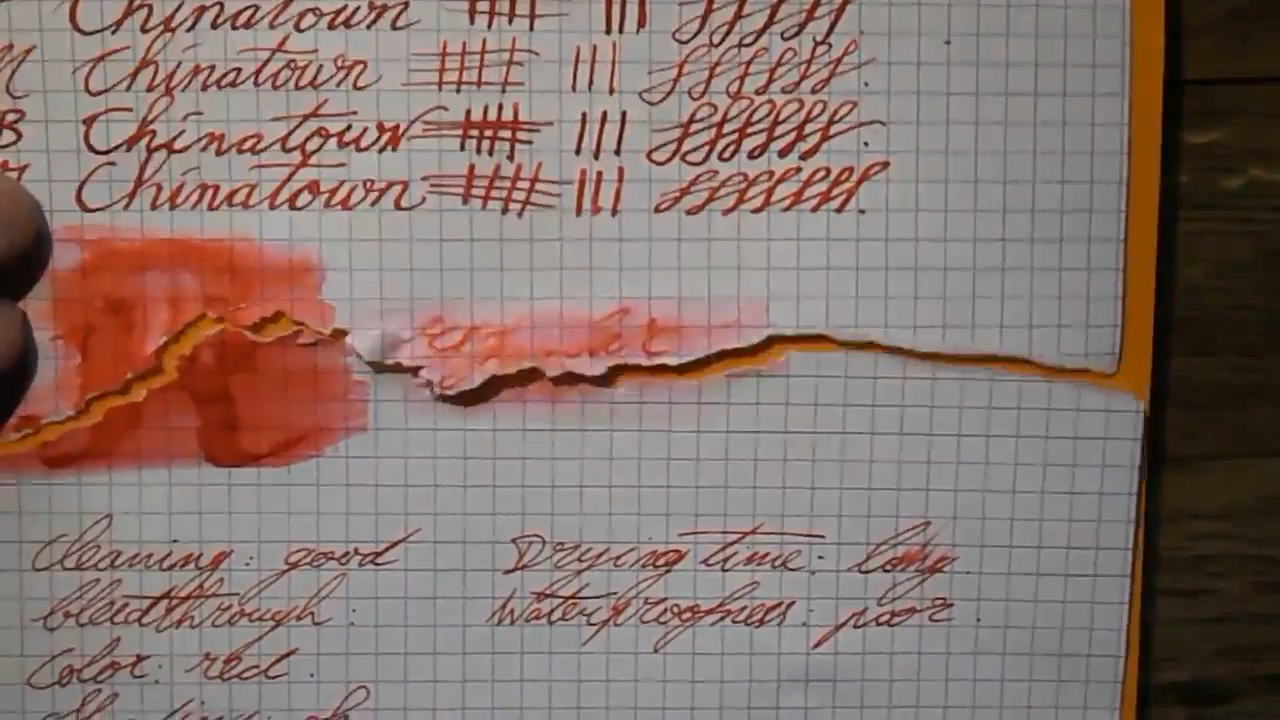 Chinatown
M Chinatown
B Chinatown
Chinatown
Cleaning: good Drying time: long.
bleedthrough: Waterproofness: poor.
Color: red.